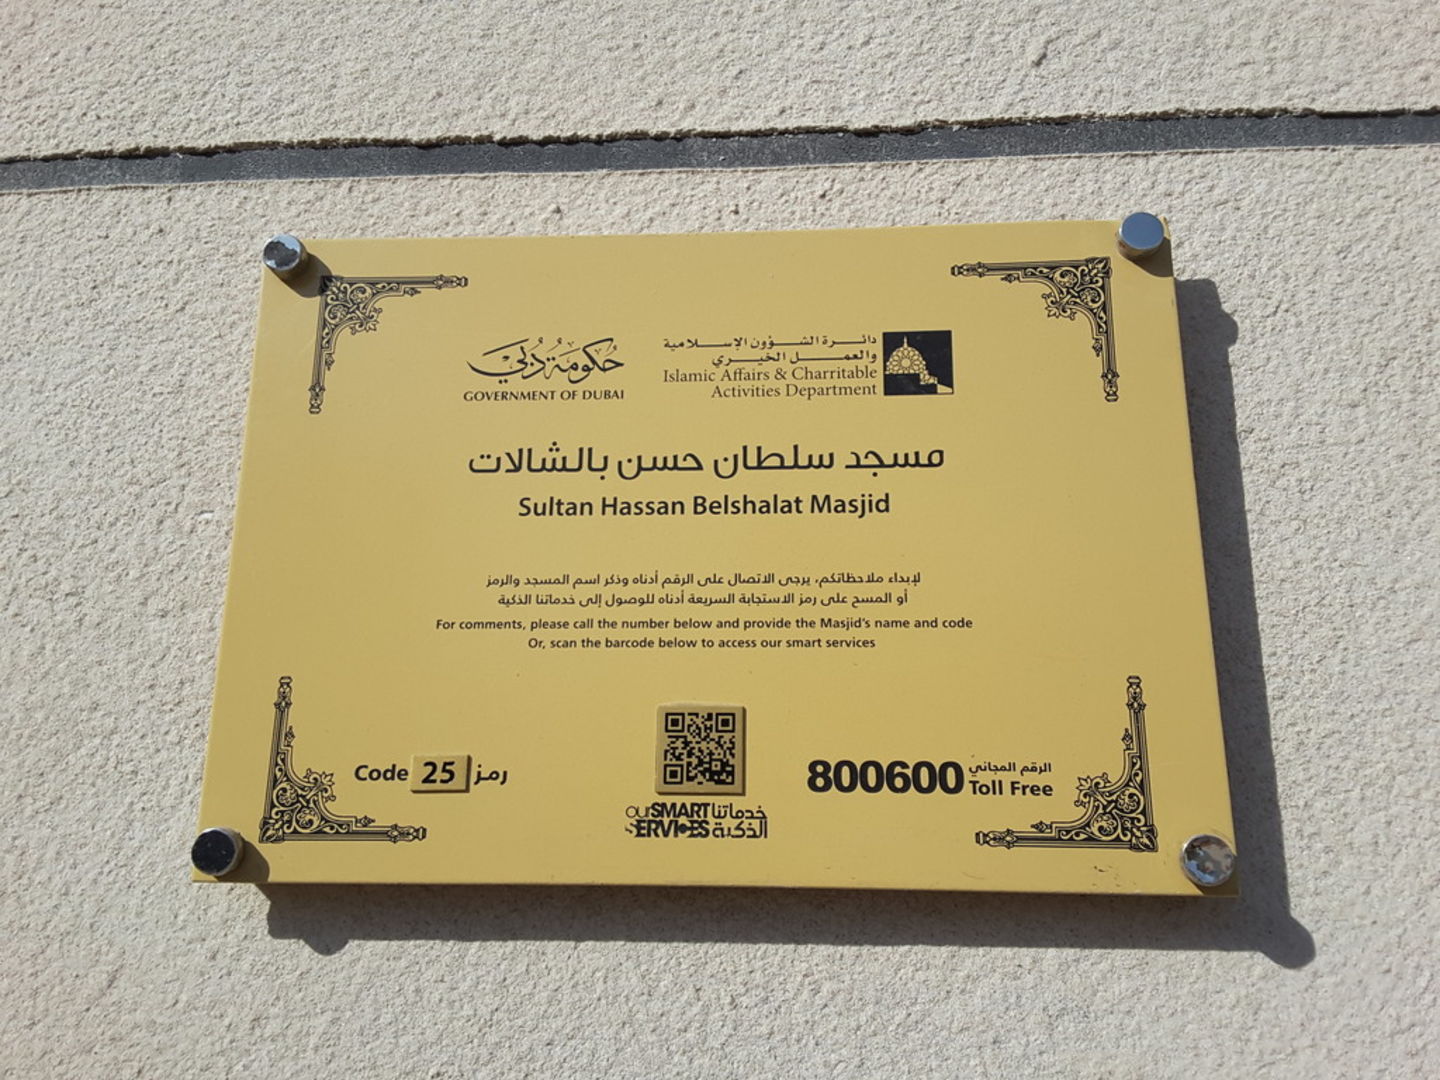 حكومة دبي
GOVERNMENT OF DUBAI
دائرة الشؤون الإسلامية
والعمل الخيري
Islamic Affairs & Charritable
Activities Department
مسجد سلطان حسن بالشالات
Sultan Hassan Belshalat Masjid
لإبداء ملاحظاتكم، يرجى الاتصال على الرقم أدناه وذكر اسم المسجد والرمز
أو المسح على رمز الاستجابة السريعة أدناه للوصول إلى خدماتنا الذكية
For comments, please call the number below and provide the Masjid's name and code
Or, scan the barcode below to access our smart services
Code 25 رمز
ourSMART خدماتنا
SERVICES الذكية
800600 الرقم المجاني
Toll Free